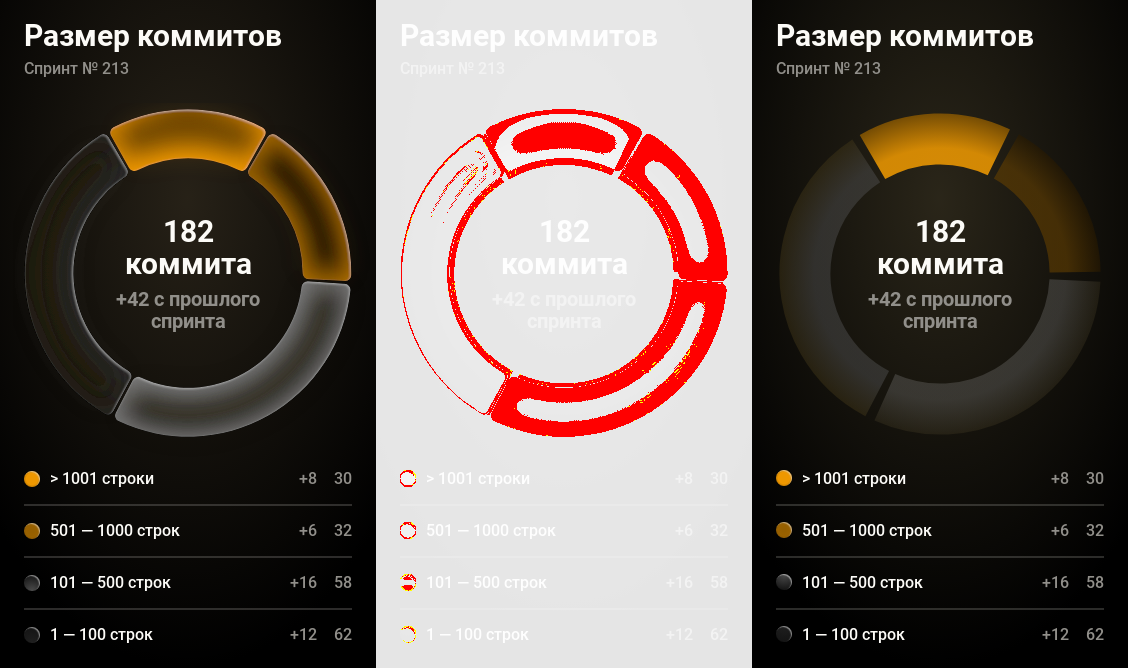 Размер коммитов
Спринт № 213
182
коммита
+42 с прошлого
спринта
> 1001 строки +8 30
501 — 1000 строк +6 32
101 — 500 строк +16 58
1 — 100 строк +12 62
Размер коммитов
Спринт № 213
182
коммита
+42 с прошлого
спринта
> 1001 строки +8 30
501 — 1000 строк +6 32
101 — 500 строк +16 58
1 — 100 строк +12 62
Размер коммитов
Спринт № 213
182
коммита
+42 с прошлого
спринта
> 1001 строки +8 30
501 — 1000 строк +6 32
101 — 500 строк +16 58
1 — 100 строк +12 62